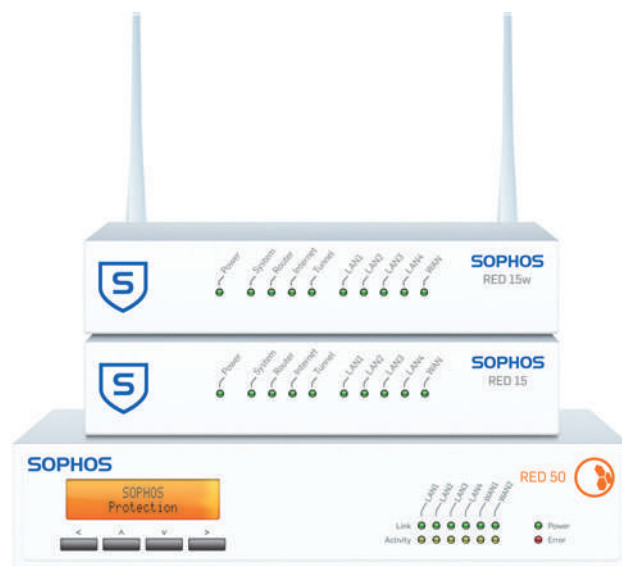 Power System Router Internet Tunnel LAN1 LAN2 LAN3 LAN4 WAN
S
SOPHOS
RED 15w
Power System Router Internet Tunnel LAN1 LAN2 LAN3 LAN4 WAN
S
SOPHOS
RED 15
SOPHOS
SOPHOS
Protection
< ^ v >
RED 50
LAN1 LAN2 LAN3 LAN4 WAN1 WAN2
Link
Activity
Power
Error